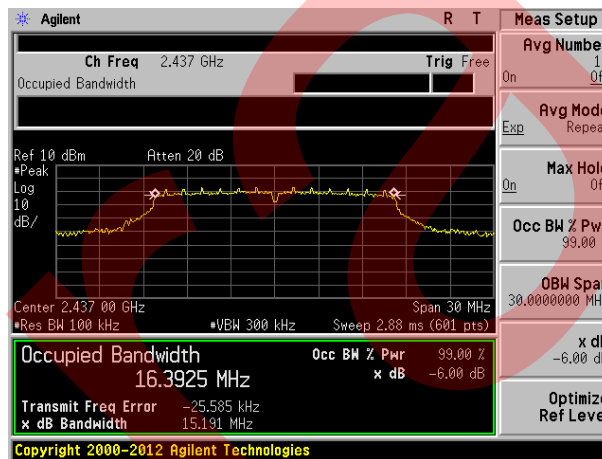 Agilent R T Meas Setup
Ch Freq 2.437 GHz Trig Free
Occupied Bandwidth
Avg Numbe
1
On Of
Avg Mod
Exp Repea
Ref 10 dBm Atten 20 dB
#Peak
Log
10
dB/
Max Hol
On Of
Occ BW % Pw
99.00
OBW Spa
30.0000000 MH
Center 2.437 00 GHz Span 30 MHz
#Res BW 100 kHz #VBW 300 kHz Sweep 2.88 ms (601 pts)
Occupied Bandwidth Occ BW % Pwr 99.00 %
16.3925 MHz x dB -6.00 dB
Transmit Freq Error -25.585 kHz
x dB Bandwidth 15.191 MHz
x d
-6.00 d
Optimiz
Ref Leve
Copyright 2000-2012 Agilent Technologies